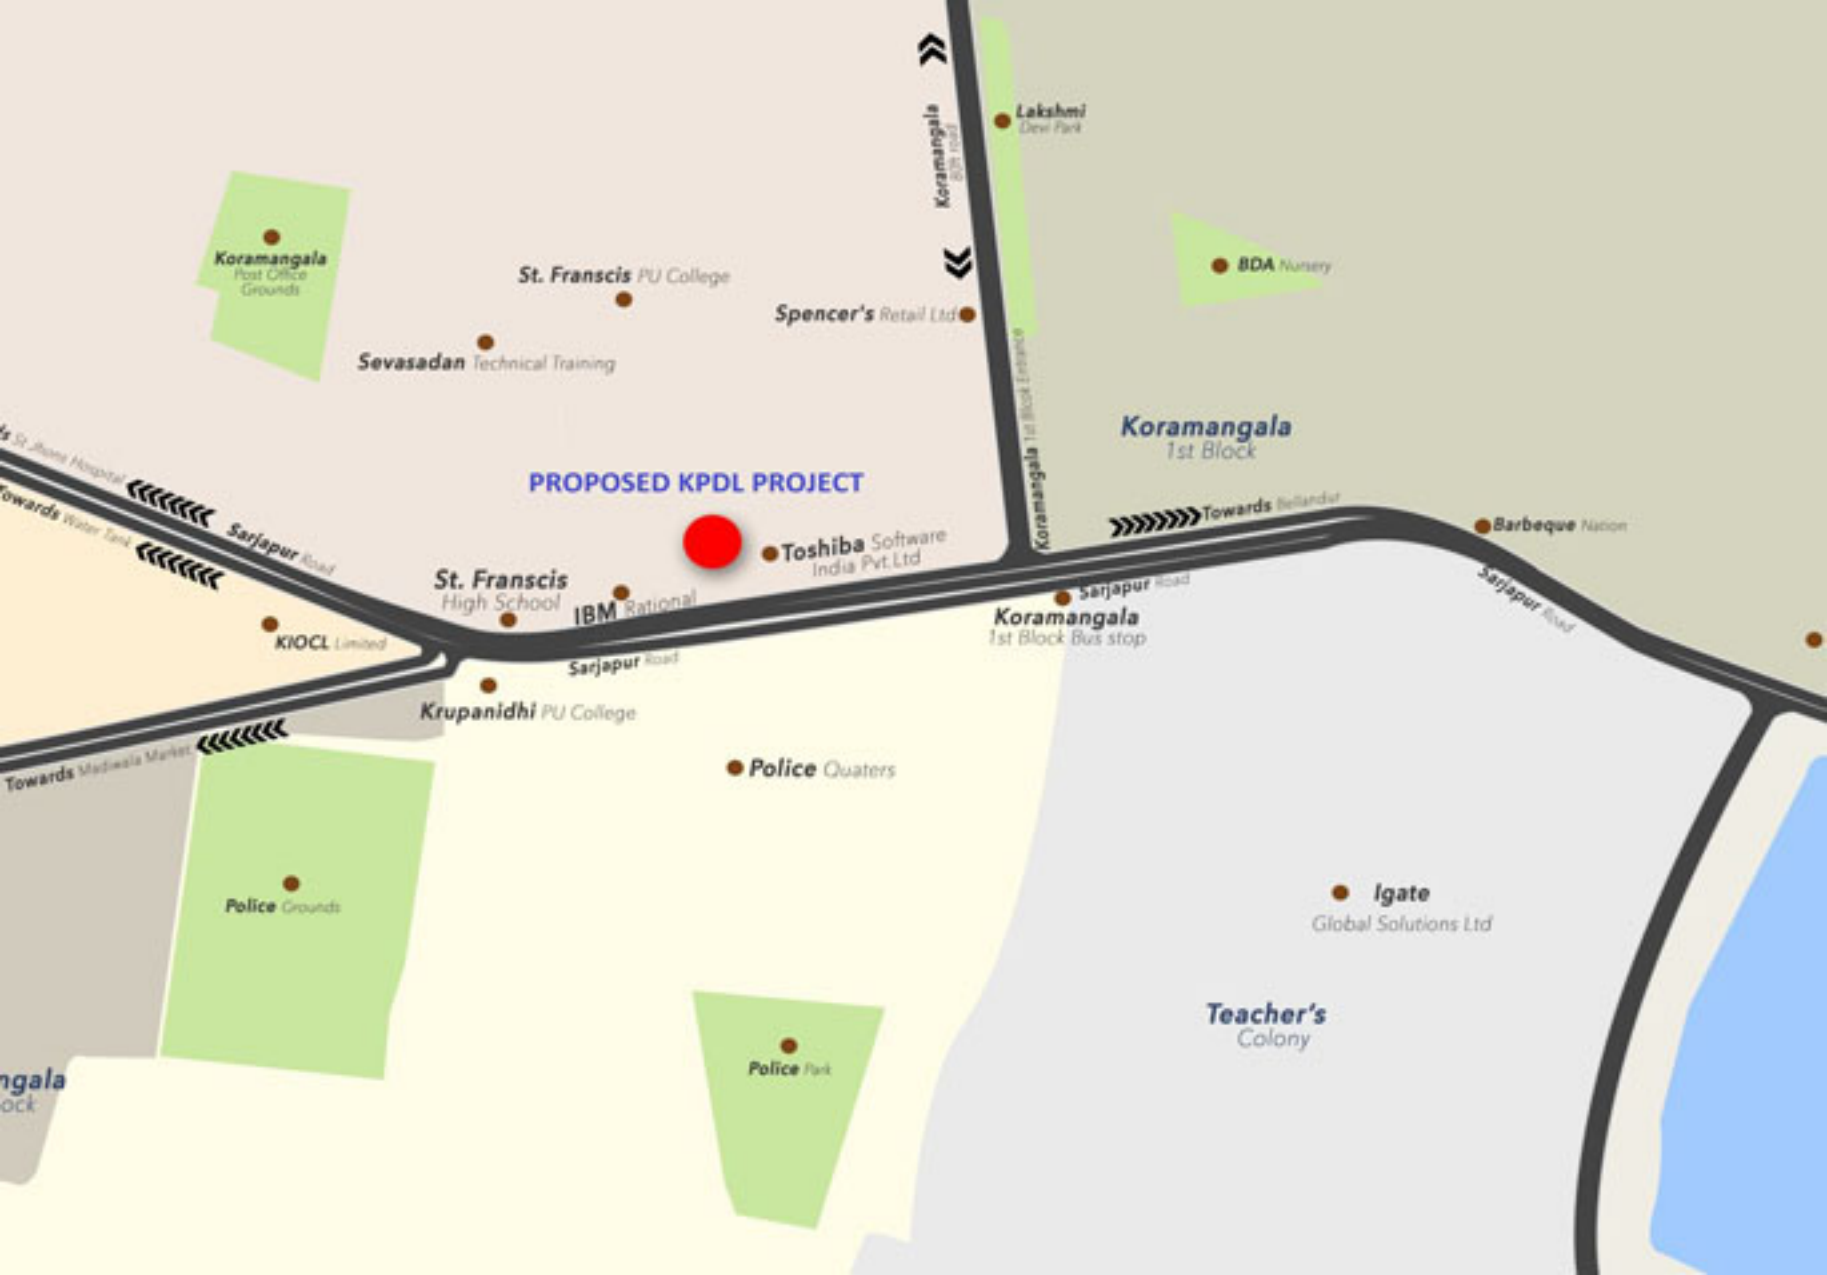 Lakshmi
Devi Park
Koramangala
80ft road
Koramangala
Post Office
Grounds
St. Franscis PU College
BDA Nursery
Spencer's Retail Ltd
Sevasadan Technical Training
Koramangala 1st Block Entrance
Koramangala
1st Block
St.Jhons Hospital
PROPOSED KPDL PROJECT
Towards Water Tank
Sarjapur Road
Towards Bellandur
Barbeque Nation
Toshiba Software
India Pvt.Ltd
St. Franscis
High School
IBM Rational
Sarjapur Road
Sarjapur Road
Koramangala
1st Block Bus stop
KIOCL Limited
Sarjapur Road
Krupanidhi PU College
Towards Madiwala Market
Police Quaters
Police Grounds
Igate
Global Solutions Ltd
Teacher's
Colony
Police Park
ngala
ock